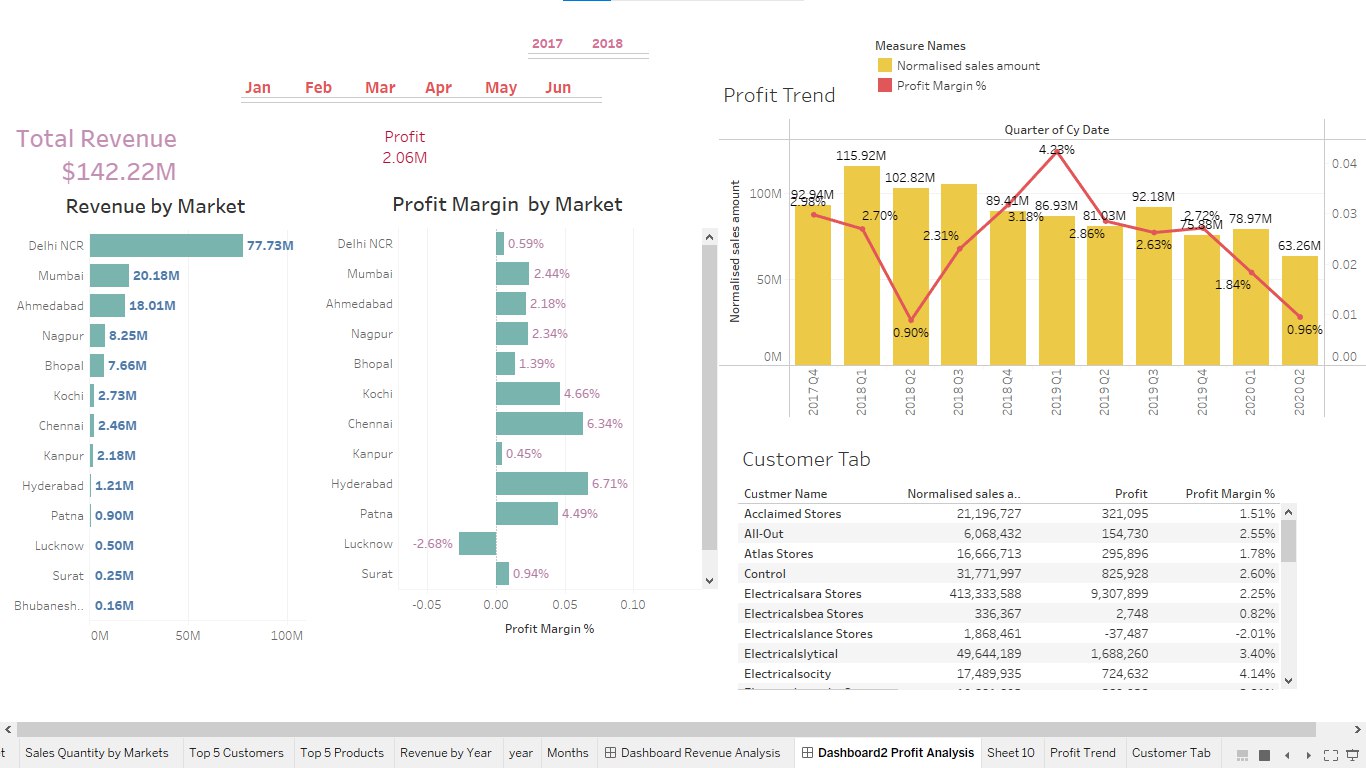 2017 2018
Jan Feb Mar Apr May Jun
Total Revenue
$142.22M
Profit
2.06M
Revenue by Market
Delhi NCR 77.73M
Mumbai 20.18M
Ahmedabad 18.01M
Nagpur 8.25M
Bhopal 7.66M
Kochi 2.73M
Chennai 2.46M
Kanpur 2.18M
Hyderabad 1.21M
Patna 0.90M
Lucknow 0.50M
Surat 0.25M
Bhubanesh.. 0.16M
0M 50M 100M
Profit Margin by Market
Delhi NCR 0.59%
Mumbai 2.44%
Ahmedabad 2.18%
Nagpur 2.34%
Bhopal 1.39%
Kochi 4.66%
Chennai 6.34%
Kanpur 0.45%
Hyderabad 6.71%
Patna 4.49%
Lucknow -2.68%
Surat 0.94%
-0.05 0.00 0.05 0.10
Profit Margin %
Measure Names
Normalised sales amount
Profit Margin %
Profit Trend
Quarter of Cy Date
Normalised sales amount
100M
50M
0M
92.94M 115.92M 102.82M 89.41M 86.93M 81.03M 92.18M 75.88M 78.97M 63.26M
2.98% 2.70% 0.90% 2.31% 3.18% 4.23% 2.86% 2.63% 2.72% 1.84% 0.96%
0.04
0.03
0.02
0.01
0.00
2017 Q4 2018 Q1 2018 Q2 2018 Q3 2018 Q4 2019 Q1 2019 Q2 2019 Q3 2019 Q4 2020 Q1 2020 Q2
Customer Tab
Custmer Name Normalised sales a.. Profit Profit Margin %
Acclaimed Stores 21,196,727 321,095 1.51%
All-Out 6,068,432 154,730 2.55%
Atlas Stores 16,666,713 295,896 1.78%
Control 31,771,997 825,928 2.60%
Electricalsara Stores 413,333,588 9,307,899 2.25%
Electricalsbea Stores 336,367 2,748 0.82%
Electricalslance Stores 1,868,461 -37,487 -2.01%
Electricalslytical 49,644,189 1,688,260 3.40%
Electricalsocity 17,489,935 724,632 4.14%
t Sales Quantity by Markets Top 5 Customers Top 5 Products Revenue by Year year Months Dashboard Revenue Analysis Dashboard2 Profit Analysis Sheet 10 Profit Trend Customer Tab